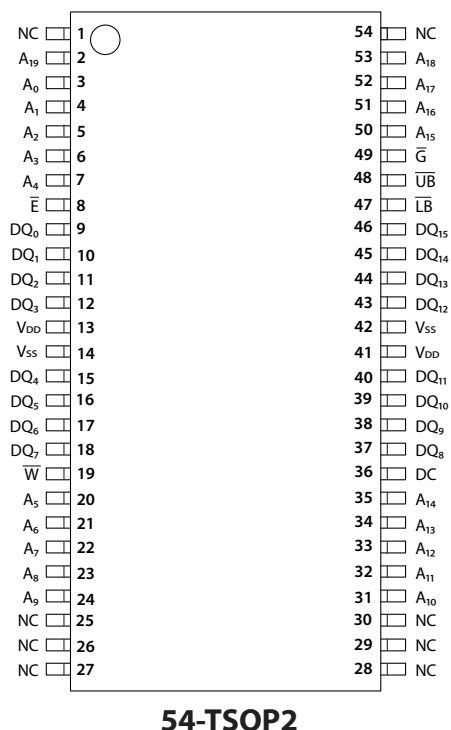 NC 1 54 NC
A₁₉ 2 53 A₁₈
A₀ 3 52 A₁₇
A₁ 4 51 A₁₆
A₂ 5 50 A₁₅
A₃ 6 49 G̅
A₄ 7 48 U̅B̅
E̅ 8 47 L̅B̅
DQ₀ 9 46 DQ₁₅
DQ₁ 10 45 DQ₁₄
DQ₂ 11 44 DQ₁₃
DQ₃ 12 43 DQ₁₂
VDD 13 42 Vss
Vss 14 41 VDD
DQ₄ 15 40 DQ₁₁
DQ₅ 16 39 DQ₁₀
DQ₆ 17 38 DQ₉
DQ₇ 18 37 DQ₈
W̅ 19 36 DC
A₅ 20 35 A₁₄
A₆ 21 34 A₁₃
A₇ 22 33 A₁₂
A₈ 23 32 A₁₁
A₉ 24 31 A₁₀
NC 25 30 NC
NC 26 29 NC
NC 27 28 NC
54-TSOP2